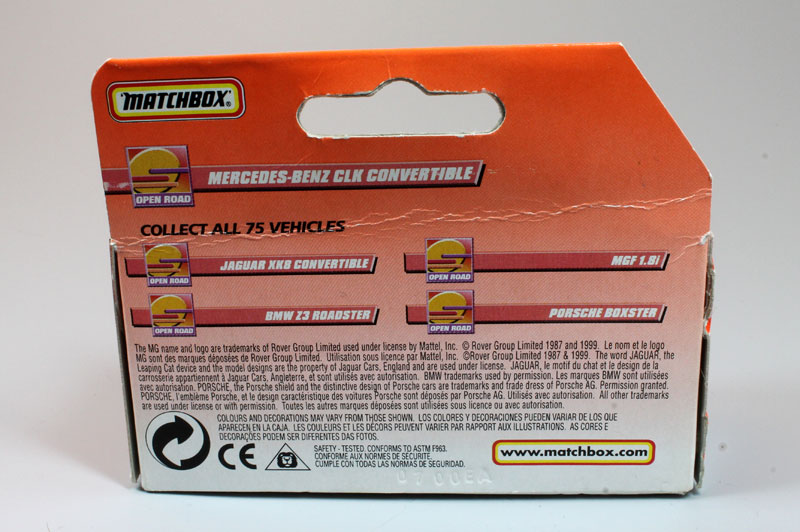 'MATCHBOX'®
MERCEDES-BENZ CLK CONVERTIBLE
OPEN ROAD
COLLECT ALL 75 VEHICLES
JAGUAR XK8 CONVERTIBLE
OPEN ROAD
MGF 1.8i
OPEN ROAD
BMW Z3 ROADSTER
OPEN ROAD
PORSCHE BOXSTER
OPEN ROAD
The MG name and logo are trademarks of Rover Group Limited used under license by Mattel, Inc. © Rover Group Limited 1987 and 1999. Le nom et le logo
MG sont des marques déposées de Rover Group Limited. Utilisation sous licence par Mattel, Inc. ©Rover Group Limited 1987 & 1999. The word JAGUAR, the
Leaping Cat device and the model designs are the property of Jaguar Cars, England and are used under license. JAGUAR, le motif du chat et le design de la
carrosserie appartiennent à Jaguar Cars, Angleterre, et sont utilisés avec autorisation. BMW trademarks used by permission. Les marques BMW sont utilisées
avec autorisation. PORSCHE, the Porsche shield and the distinctive design of Porsche cars are trademarks and trade dress of Porsche AG. Permission granted.
PORSCHE, l'emblème Porsche, et le design caractéristique des voitures Porsche sont déposés par Porsche AG. Utilisés avec autorisation. All other trademarks
are used under license or with permission. Toutes les autres marques déposés sont utilisées sous licence ou avec autorisation.
COLOURS AND DECORATIONS MAY VARY FROM THOSE SHOWN. LOS COLORES Y DECORACIONES PUEDEN VARIAR DE LOS QUE
APARECEN EN LA CAJA. LES COULEURS ET LES DÉCORS PEUVENT VARIER PAR RAPPORT AUX ILLUSTRATIONS. AS CORES E
DECORAÇÕES PODEM SER DIFERENTES DAS FOTOS.
CE
SAFETY - TESTED. CONFORMS TO ASTM F963.
CONFORME AUX NORMES DE SECURITE.
CUMPLE CON TODAS LAS NORMAS DE SEGURIDAD.
www.matchbox.com